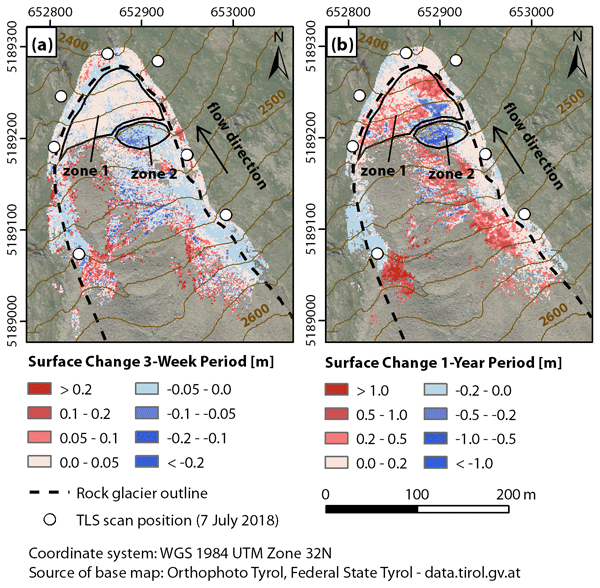 652800 652900 653000 652800 652900 653000
(a) 2400 N (b) 2400 N
5189300
2500 2500
5189200
flow direction flow direction
zone 1 zone 2 zone 1 zone 2
5189100
5189000
2600 2600
5189300
5189200
5189100
5189000
Surface Change 3-Week Period [m] Surface Change 1-Year Period [m]
> 0.2 -0.05 - 0.0 > 1.0 -0.2 - 0.0
0.1 - 0.2 -0.1 - -0.05 0.5 - 1.0 -0.5 - -0.2
0.05 - 0.1 -0.2 - -0.1 0.2 - 0.5 -1.0 - -0.5
0.0 - 0.05 < -0.2 0.0 - 0.2 < -1.0
Rock glacier outline
TLS scan position (7 July 2018)
0 100 200 m
Coordinate system: WGS 1984 UTM Zone 32N
Source of base map: Orthophoto Tyrol, Federal State Tyrol - data.tirol.gv.at